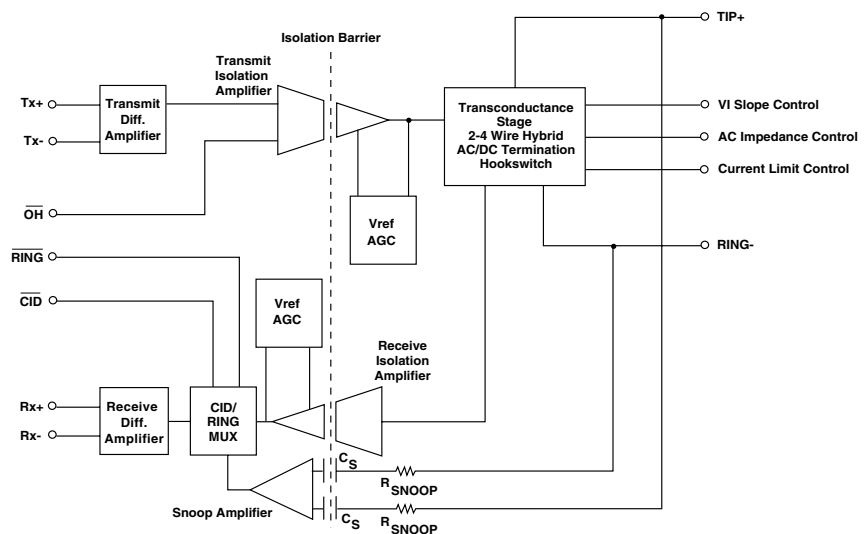 TIP+
Isolation Barrier
Transmit
Isolation
Amplifier
Tx+
Tx-
Transmit
Diff.
Amplifier
Transconductance
Stage
2-4 Wire Hybrid
AC/DC Termination
Hookswitch
VI Slope Control
AC Impedance Control
Current Limit Control
OH
Vref
AGC
RING-
RING
CID
Vref
AGC
Receive
Isolation
Amplifier
Rx+
Rx-
Receive
Diff.
Amplifier
CID/
RING
MUX
CS
RSNOOP
Snoop Amplifier
CS
RSNOOP